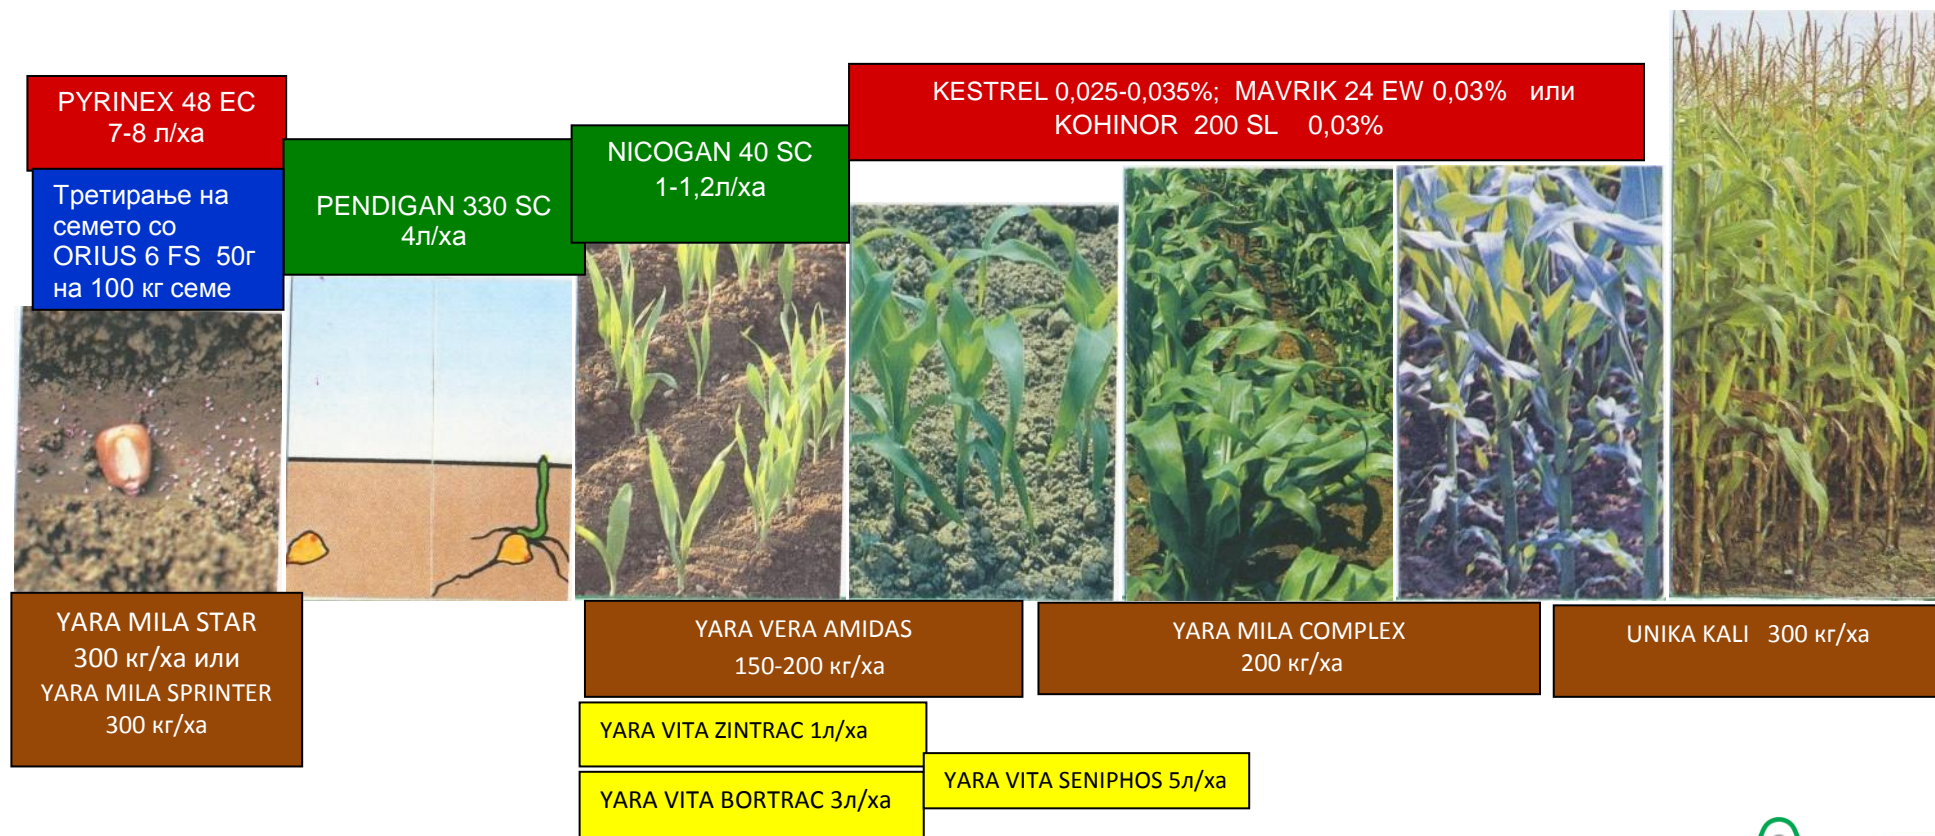 PYRINEX 48 EC
7-8 л/ха
Третирање на
семето со
ORIUS 6 FS  50г
на 100 кг семе
PENDIGAN 330 SC
4л/ха
NICOGAN 40 SC
1-1,2л/ха
KESTREL 0,025-0,035%;  MAVRIK 24 EW 0,03%   или
KOHINOR  200 SL    0,03%
YARA MILA STAR
300 кг/ха или
YARA MILA SPRINTER
300 кг/ха
YARA VERA AMIDAS
150-200 кг/ха
YARA MILA COMPLEX
200 кг/ха
UNIKA KALI   300 кг/ха
YARA VITA ZINTRAC 1л/ха
YARA VITA BORTRAC 3л/ха
YARA VITA SENIPHOS 5л/ха